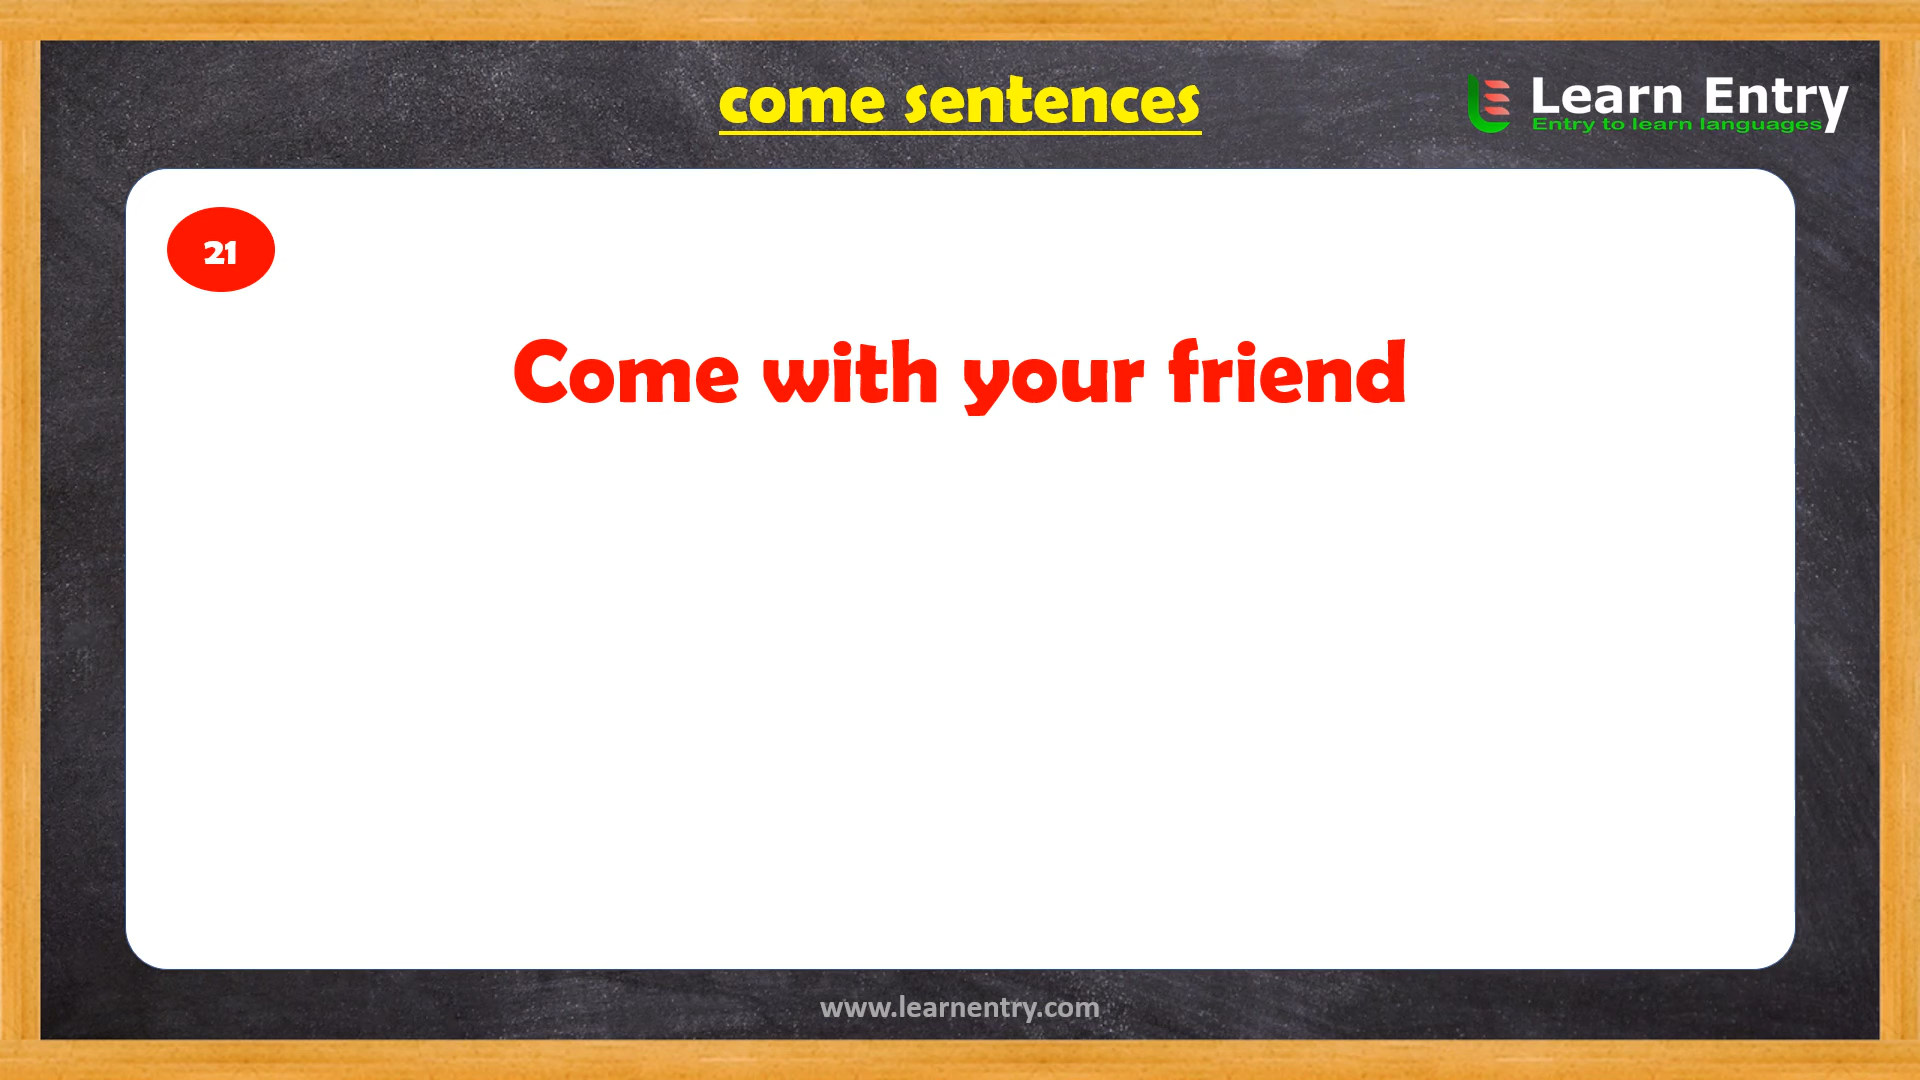 come sentences
Learn Entry
Entry to learn languages
21
Come with your friend
www.learnentry.com